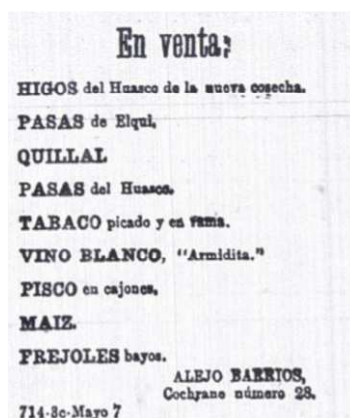 En venta:
HIGOS del Huasco de la nueva cosecha.
PASAS de Elqui.
QUILLAI.
PASAS del Huasco.
TABACO picado y en rama.
VINO BLANCO, "Armidita."
PISCO en cajones.
MAIZ.
FREJOLES bayos.
ALEJO BARRIOS,
Cochrane número 28.
714-3c-Mayo 7